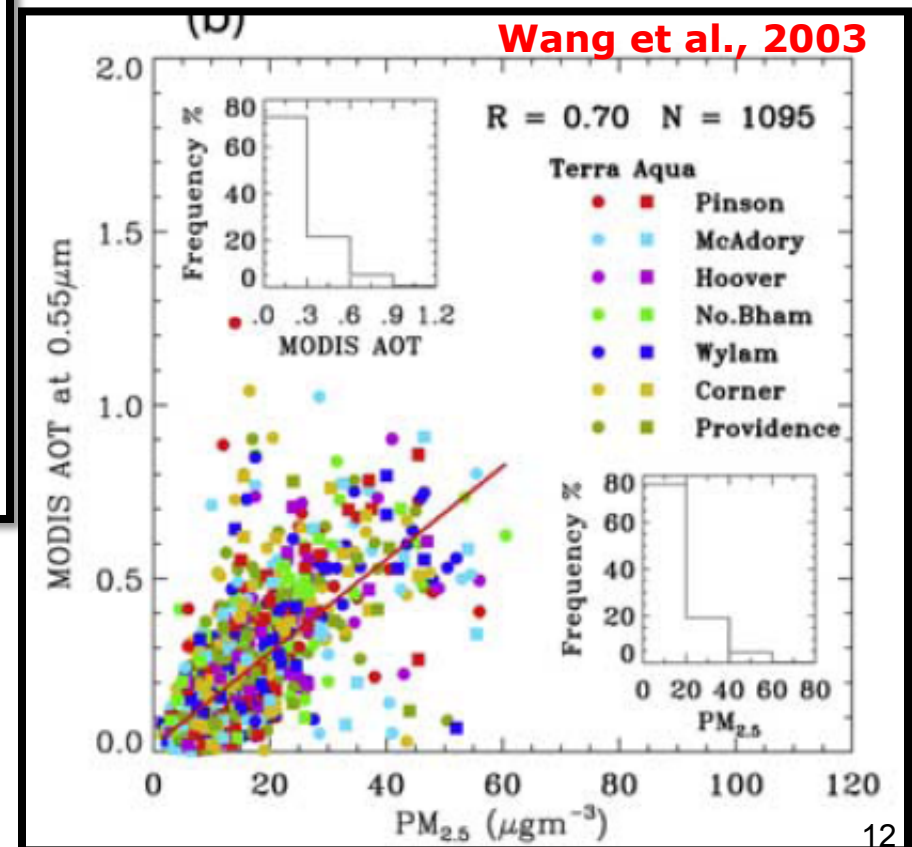 (b)
Wang et al., 2003
R = 0.70 N = 1095
Terra Aqua
Pinson
McAdory
Hoover
No.Bham
Wylam
Corner
Providence
MODIS AOT at 0.55μm
2.0
1.5
1.0
0.5
0.0
Frequency %
80
60
40
20
0
.0 .3 .6 .9 1.2
MODIS AOT
Frequency %
80
60
40
20
0
0 20 40 60 80
PM2.5
0 20 40 60 80 100 120
PM2.5 (μgm−3)
12